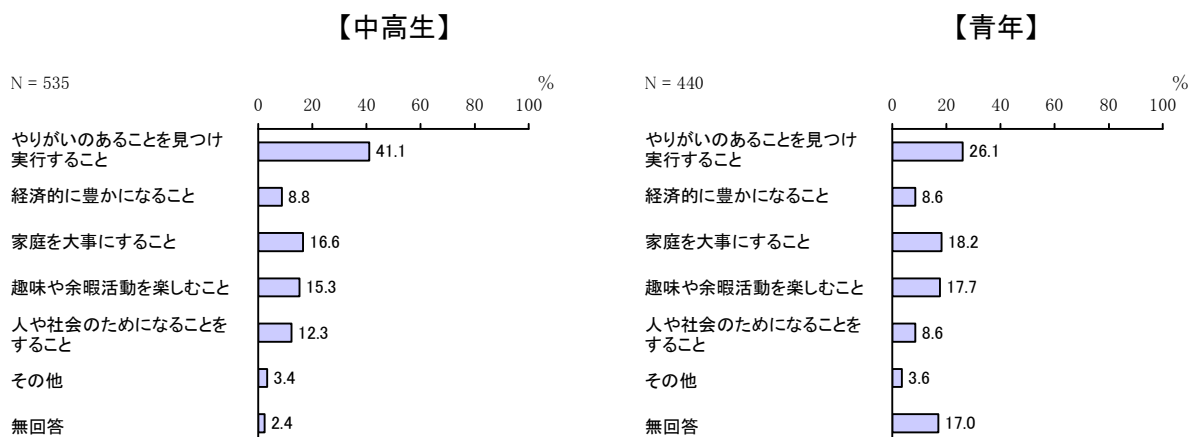 【中高生】
N = 535
%
0 20 40 60 80 100
やりがいのあることを見つけ
実行すること
41.1
経済的に豊かになること
8.8
家庭を大事にすること
16.6
趣味や余暇活動を楽しむこと
15.3
人や社会のためになることを
すること
12.3
その他
3.4
無回答
2.4
【青年】
N = 440
%
0 20 40 60 80 100
やりがいのあることを見つけ
実行すること
26.1
経済的に豊かになること
8.6
家庭を大事にすること
18.2
趣味や余暇活動を楽しむこと
17.7
人や社会のためになることを
すること
8.6
その他
3.6
無回答
17.0